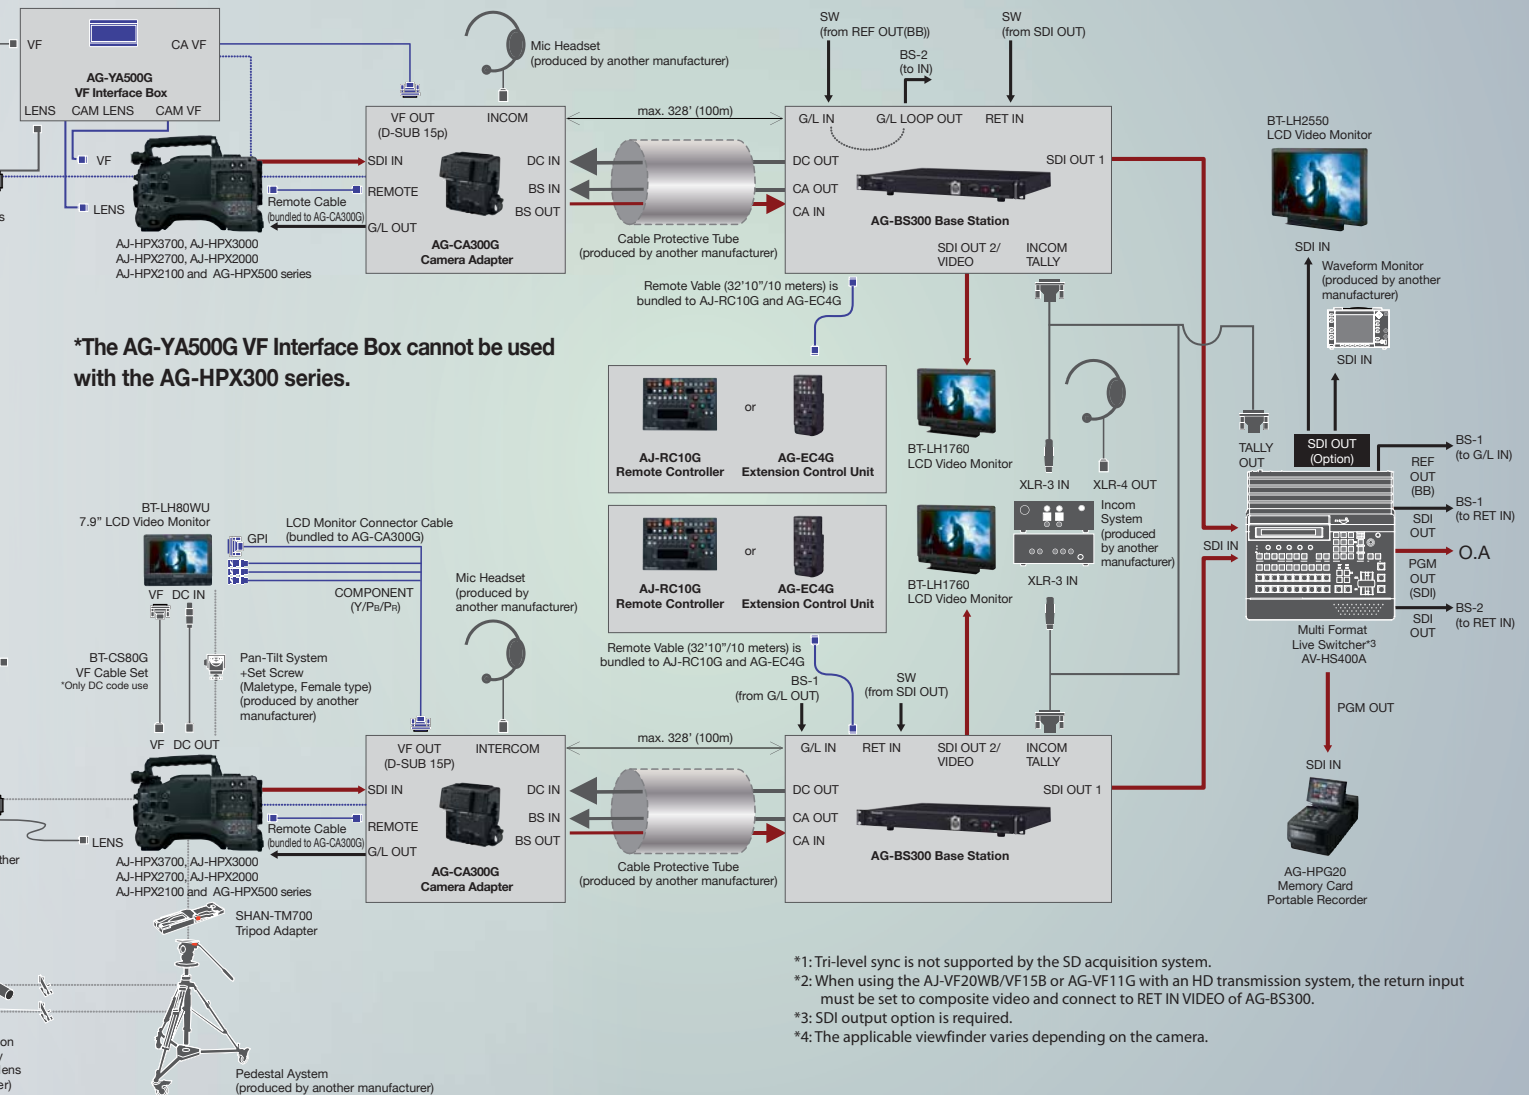 VF
CA VF
AG-YA500G
VF Interface Box
LENS
CAM LENS
CAM VF
VF
LENS
s
AJ-HPX3700, AJ-HPX3000
AJ-HPX2700, AJ-HPX2000
AJ-HPX2100 and AG-HPX500 series
Mic Headset
(produced by another manufacturer)
VF OUT
(D-SUB 15p)
INCOM
SDI IN
REMOTE
G/L OUT
Remote Cable
(bundled to AG-CA300G)
DC IN
BS IN
BS OUT
AG-CA300G
Camera Adapter
max. 328' (100m)
Cable Protective Tube
(produced by another manufacturer)
SW
(from REF OUT(BB))
BS-2
(to IN)
SW
(from SDI OUT)
G/L IN
G/L LOOP OUT
RET IN
DC OUT
CA OUT
CA IN
SDI OUT 1
AG-BS300 Base Station
SDI OUT 2/
VIDEO
INCOM
TALLY
Remote Vable (32'10"/10 meters) is
bundled to AJ-RC10G and AG-EC4G
BT-LH2550
LCD Video Monitor
SDI IN
Waveform Monitor
(produced by another
manufacturer)
SDI IN
*The AG-YA500G VF Interface Box cannot be used
with the AG-HPX300 series.
or
AJ-RC10G
Remote Controller
AG-EC4G
Extension Control Unit
BT-LH1760
LCD Video Monitor
XLR-3 IN
XLR-4 OUT
TALLY
OUT
SDI OUT
(Option)
BS-1
(to G/L IN)
REF
OUT
(BB)
BS-1
(to RET IN)
SDI
OUT
O.A
PGM
OUT
(SDI)
BS-2
(to RET IN)
SDI
OUT
SDI IN
Incom
System
(produced
by another
manufacturer)
XLR-3 IN
Multi Format
Live Switcher*3
AV-HS400A
PGM OUT
SDI IN
AG-HPG20
Memory Card
Portable Recorder
or
AJ-RC10G
Remote Controller
AG-EC4G
Extension Control Unit
BT-LH1760
LCD Video Monitor
Remote Vable (32'10"/10 meters) is
bundled to AJ-RC10G and AG-EC4G
BT-LH80WU
7.9" LCD Video Monitor
GPI
LCD Monitor Connector Cable
(bundled to AG-CA300G)
COMPONENT
(Y/PB/PR)
VF
DC IN
BT-CS80G
VF Cable Set
*Only DC code use
Pan-Tilt System
+Set Screw
(Maletype, Female type)
(produced by another
manufacturer)
VF
DC OUT
Mic Headset
(produced by
another manufacturer)
BS-1
(from G/L OUT)
SW
(from SDI OUT)
VF OUT
(D-SUB 15P)
INTERCOM
SDI IN
REMOTE
G/L OUT
Remote Cable
(bundled to AG-CA300G)
DC IN
BS IN
BS OUT
AG-CA300G
Camera Adapter
max. 328' (100m)
Cable Protective Tube
(produced by another manufacturer)
G/L IN
RET IN
SDI OUT 2/
VIDEO
INCOM
TALLY
DC OUT
CA OUT
CA IN
SDI OUT 1
AG-BS300 Base Station
LENS
ther
AJ-HPX3700, AJ-HPX3000
AJ-HPX2700, AJ-HPX2000
AJ-HPX2100 and AG-HPX500 series
SHAN-TM700
Tripod Adapter
on
y
lens
er)
Pedestal Aystem
(produced by another manufacturer)
*1: Tri-level sync is not supported by the SD acquisition system.
*2: When using the AJ-VF20WB/VF15B or AG-VF11G with an HD transmission system, the return input
must be set to composite video and connect to RET IN VIDEO of AG-BS300.
*3: SDI output option is required.
*4: The applicable viewfinder varies depending on the camera.